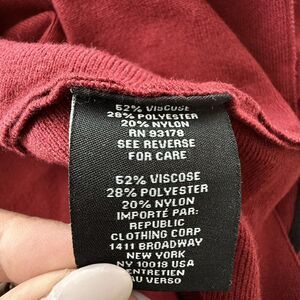 52% VISCOSE
28% POLYESTER
20% NYLON
RN 93178
SEE REVERSE
FOR CARE
52% VISCOSE
28% POLYESTER
20% NYLON
IMPORTÉ PAR:
REPUBLIC
CLOTHING CORP
1411 BROADWAY
NEW YORK
NY 10018 USA
ENTRETIEN
AU VERSO